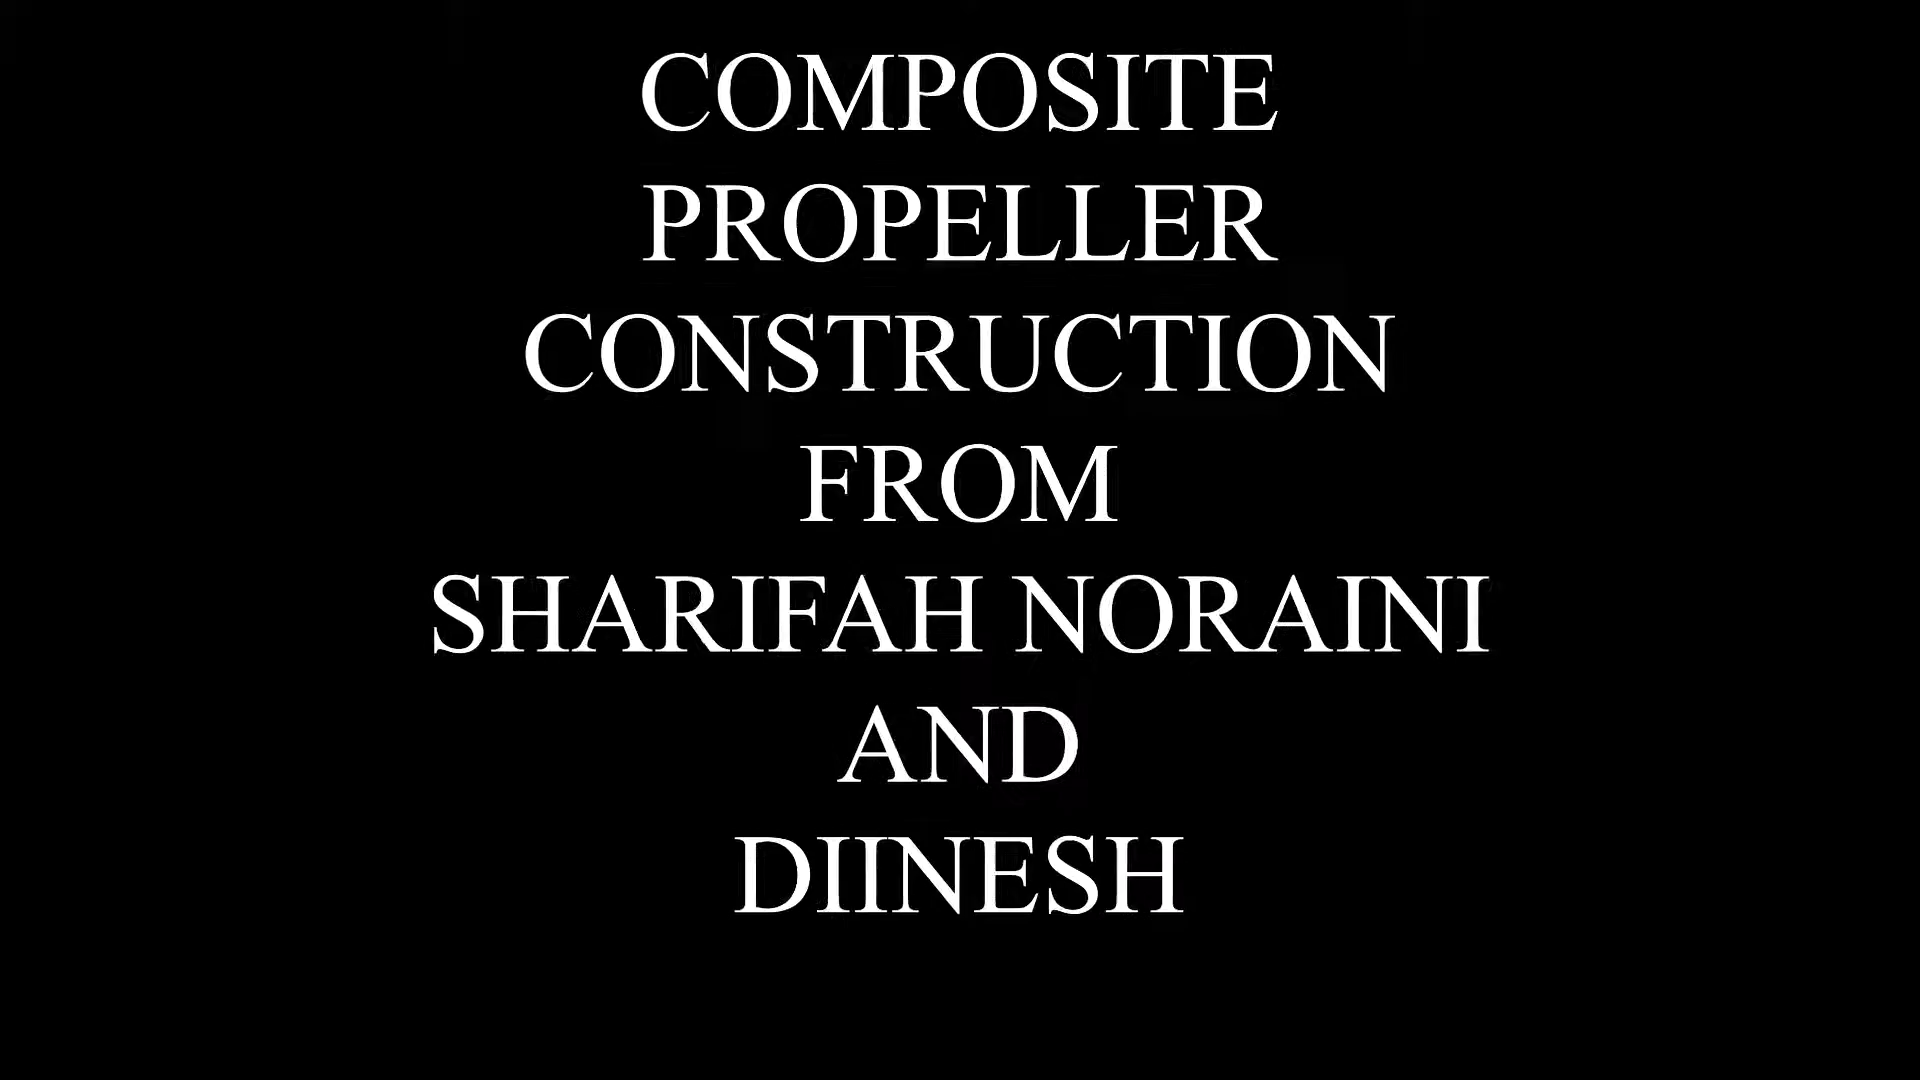 COMPOSITE
PROPELLER
CONSTRUCTION
FROM
SHARIFAH NORAINI
AND
DIINESH